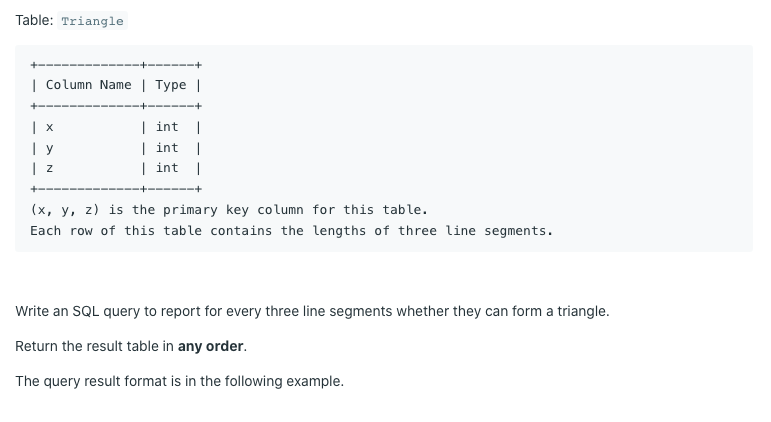 Table: Triangle
+-------------+------+
| Column Name | Type |
+-------------+------+
| x           | int  |
| y           | int  |
| z           | int  |
+-------------+------+
(x, y, z) is the primary key column for this table.
Each row of this table contains the lengths of three line segments.
Write an SQL query to report for every three line segments whether they can form a triangle.
Return the result table in any order.
The query result format is in the following example.